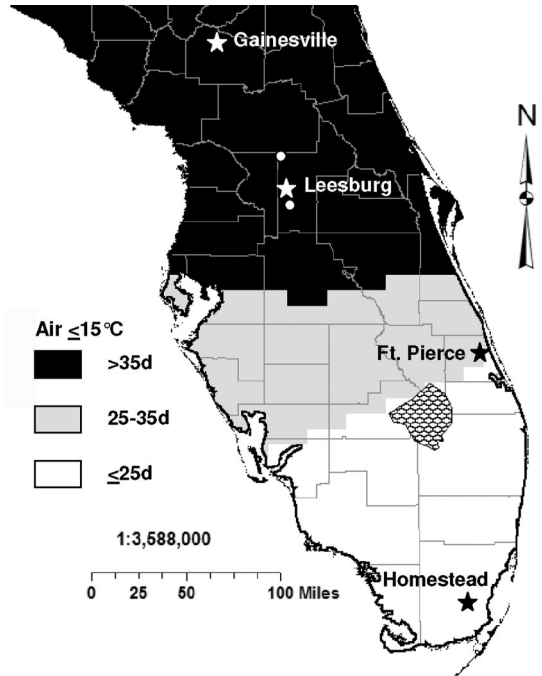 Gainesville
N
Leesburg
Air ≤15°C
>35d
Ft. Pierce
25-35d
≤25d
1:3,588,000
Homestead
0 25 50 100 Miles